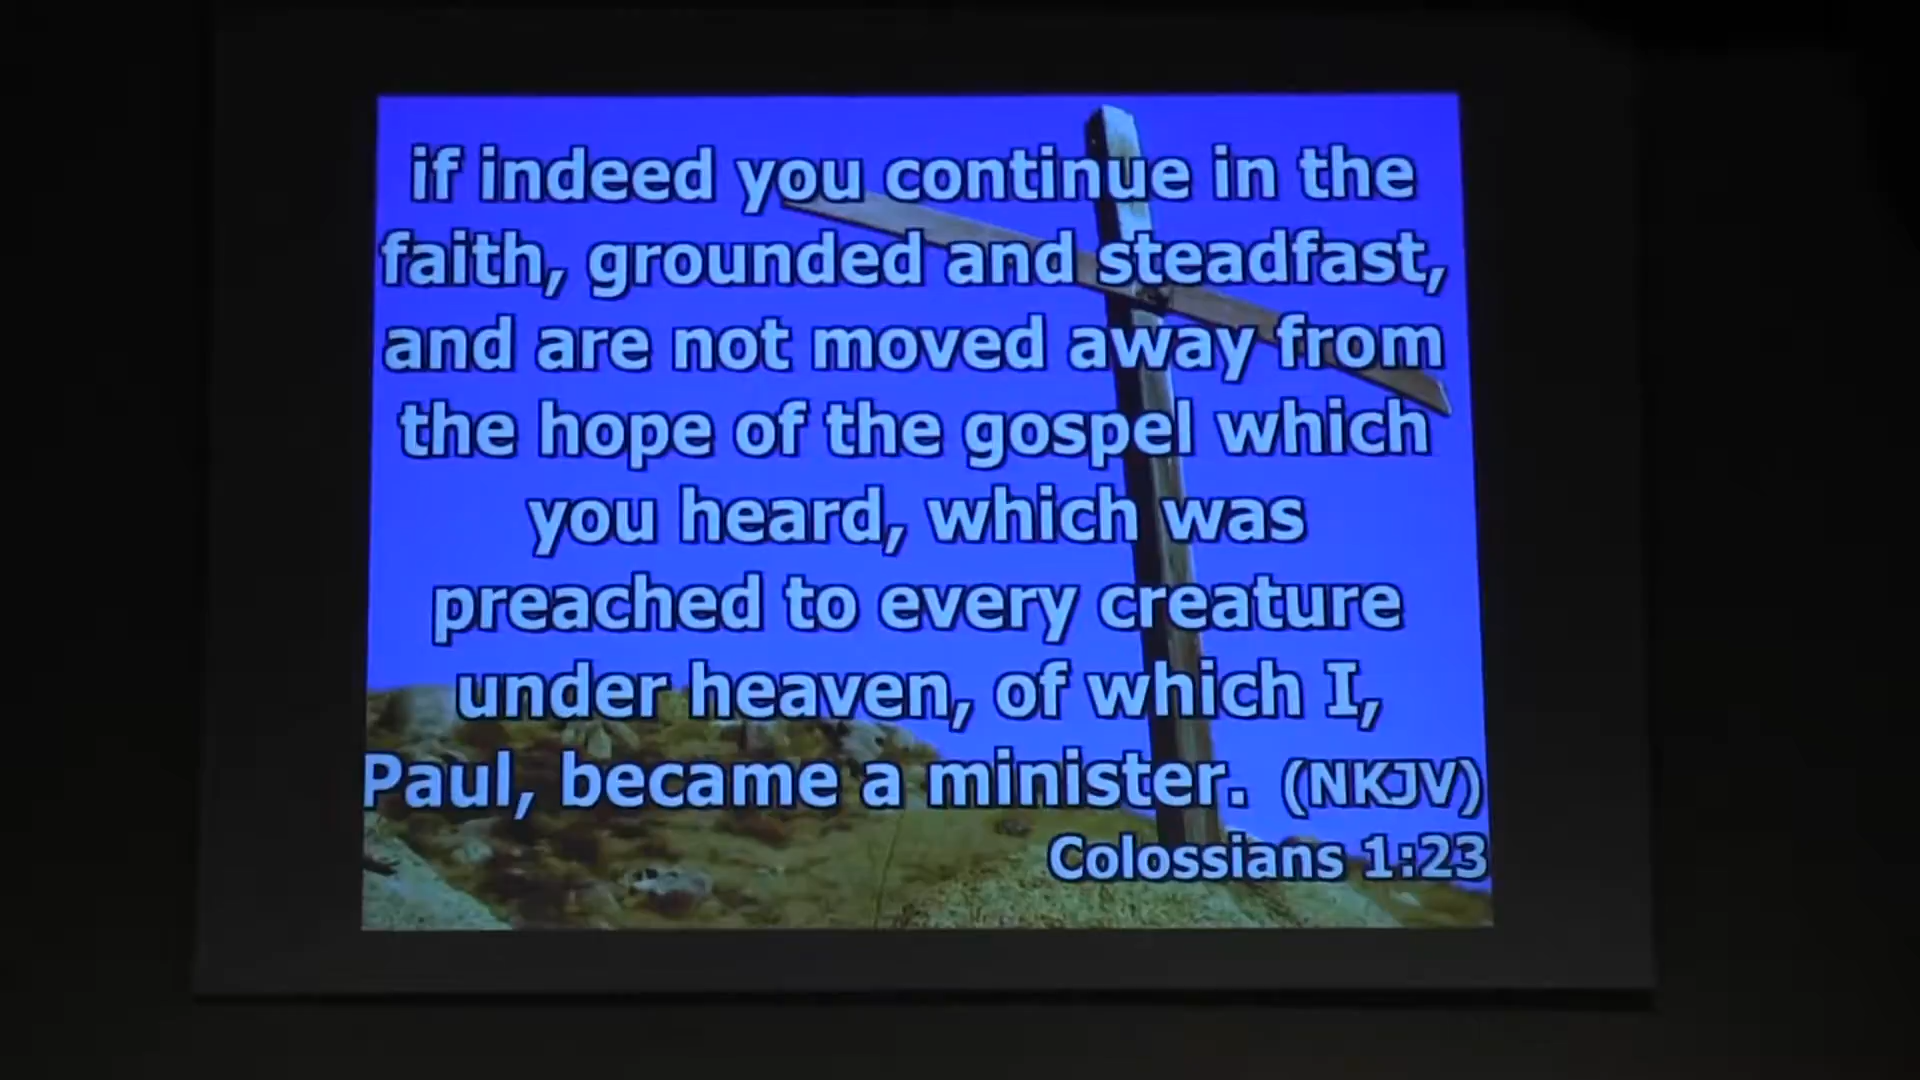 if indeed you continue in the
faith, grounded and steadfast,
and are not moved away from
the hope of the gospel which
you heard, which was
preached to every creature
under heaven, of which I,
Paul, became a minister. (NKJV)
Colossians 1:23